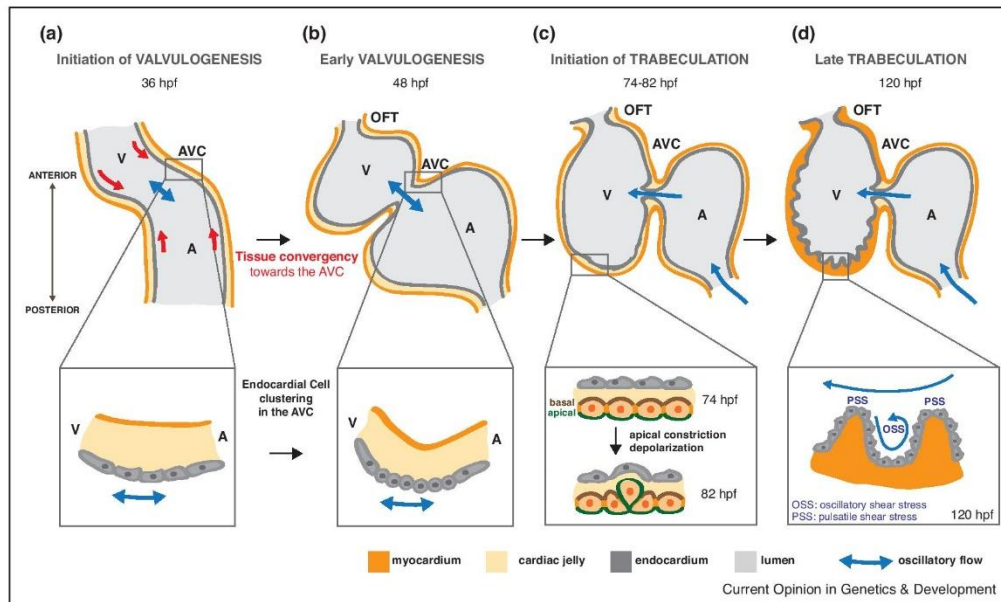 (a)
Initiation of VALVULOGENESIS
36 hpf
(b)
Early VALVULOGENESIS
48 hpf
(c)
Initiation of TRABECULATION
74-82 hpf
(d)
Late TRABECULATION
120 hpf
ANTERIOR
POSTERIOR
V
AVC
A
Tissue convergency
towards the AVC
OFT
V
AVC
A
OFT
AVC
V
A
OFT
AVC
V
A
V
A
Endocardial Cell
clustering
in the AVC
V
A
basal
apical
74 hpf
apical constriction
depolarization
82 hpf
PSS
PSS
OSS
OSS: oscillatory shear stress
PSS: pulsatile shear stress
120 hpf
myocardium
cardiac jelly
endocardium
lumen
oscillatory flow
Current Opinion in Genetics & Development